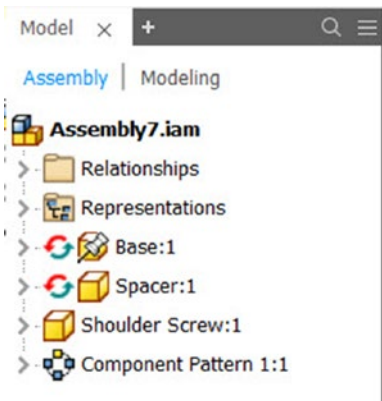 Model × +
Assembly | Modeling
Assembly7.iam
Relationships
Representations
Base:1
Spacer:1
Shoulder Screw:1
Component Pattern 1:1